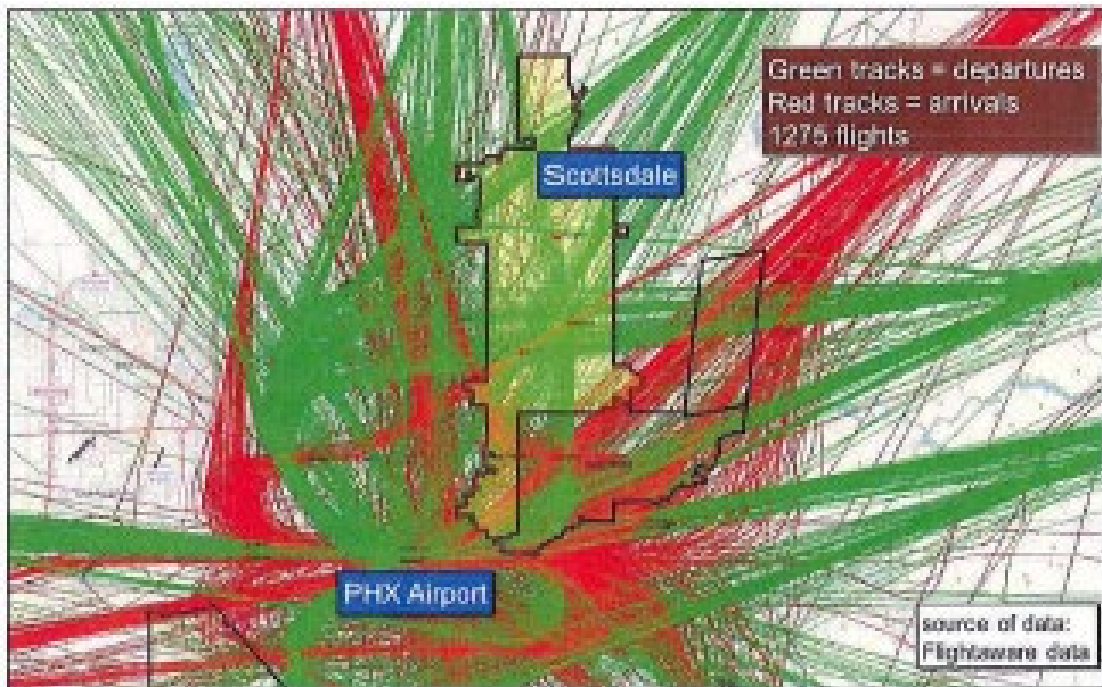 Green tracks = departures
Red tracks = arrivals
1275 flights
Scottsdale
PHX Airport
source of data:
Flightaware data